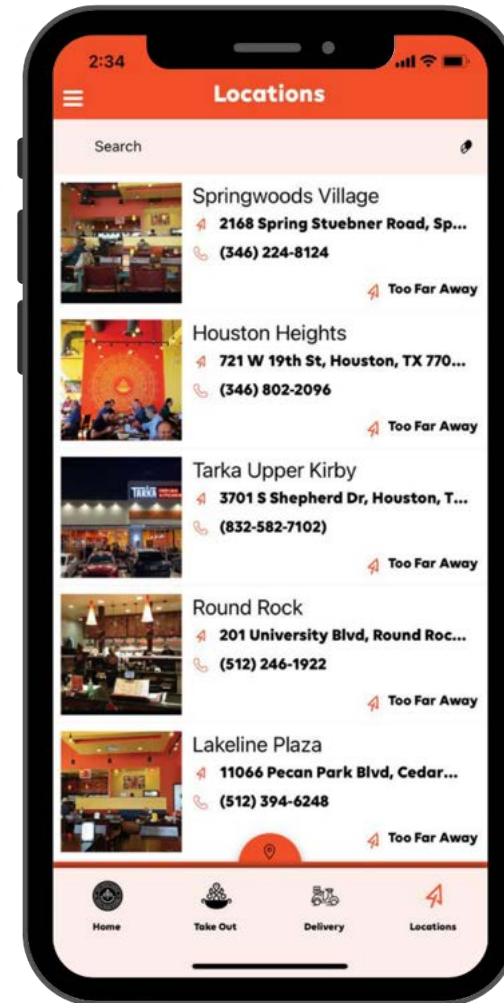 2:34
Locations
Search
Springwoods Village
2168 Spring Stuebner Road, Sp...
(346) 224-8124
Too Far Away
Houston Heights
721 W 19th St, Houston, TX 770...
(346) 802-2096
Too Far Away
Tarka Upper Kirby
TARKA
3701 S Shepherd Dr, Houston, T...
(832-582-7102)
Too Far Away
Round Rock
201 University Blvd, Round Roc...
(512) 246-1922
Too Far Away
Lakeline Plaza
11066 Pecan Park Blvd, Cedar...
(512) 394-6248
Too Far Away
Home
Take Out
Delivery
Locations